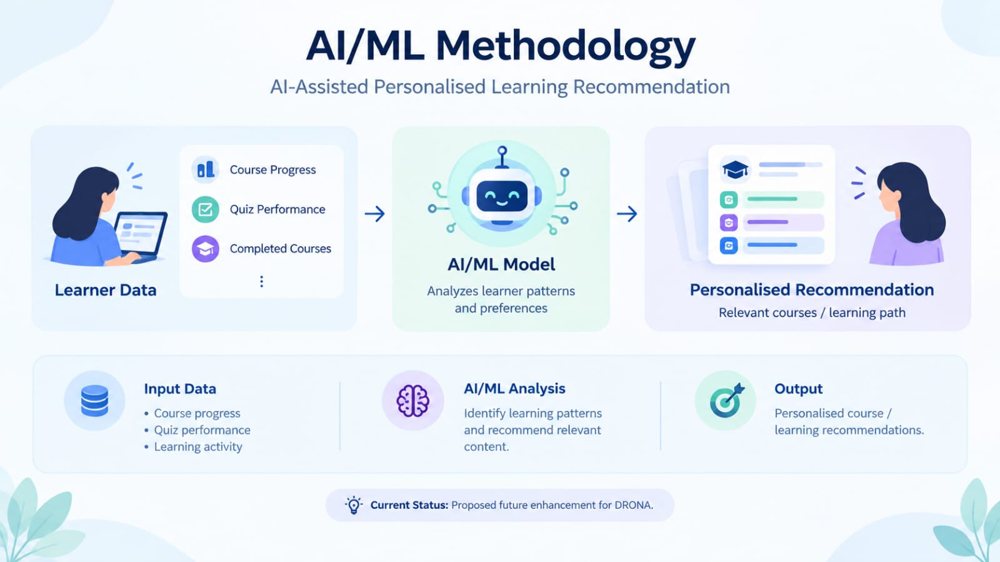 AI/ML Methodology
AI-Assisted Personalised Learning Recommendation
Course Progress
Quiz Performance
Completed Courses
Learner Data
AI/ML Model
Analyzes learner patterns
and preferences
Personalised Recommendation
Relevant courses / learning path
Input Data
• Course progress
• Quiz performance
• Learning activity
AI/ML Analysis
Identify learning patterns
and recommend relevant
content.
Output
Personalised course /
learning recommendations.
Current Status: Proposed future enhancement for DRONA.